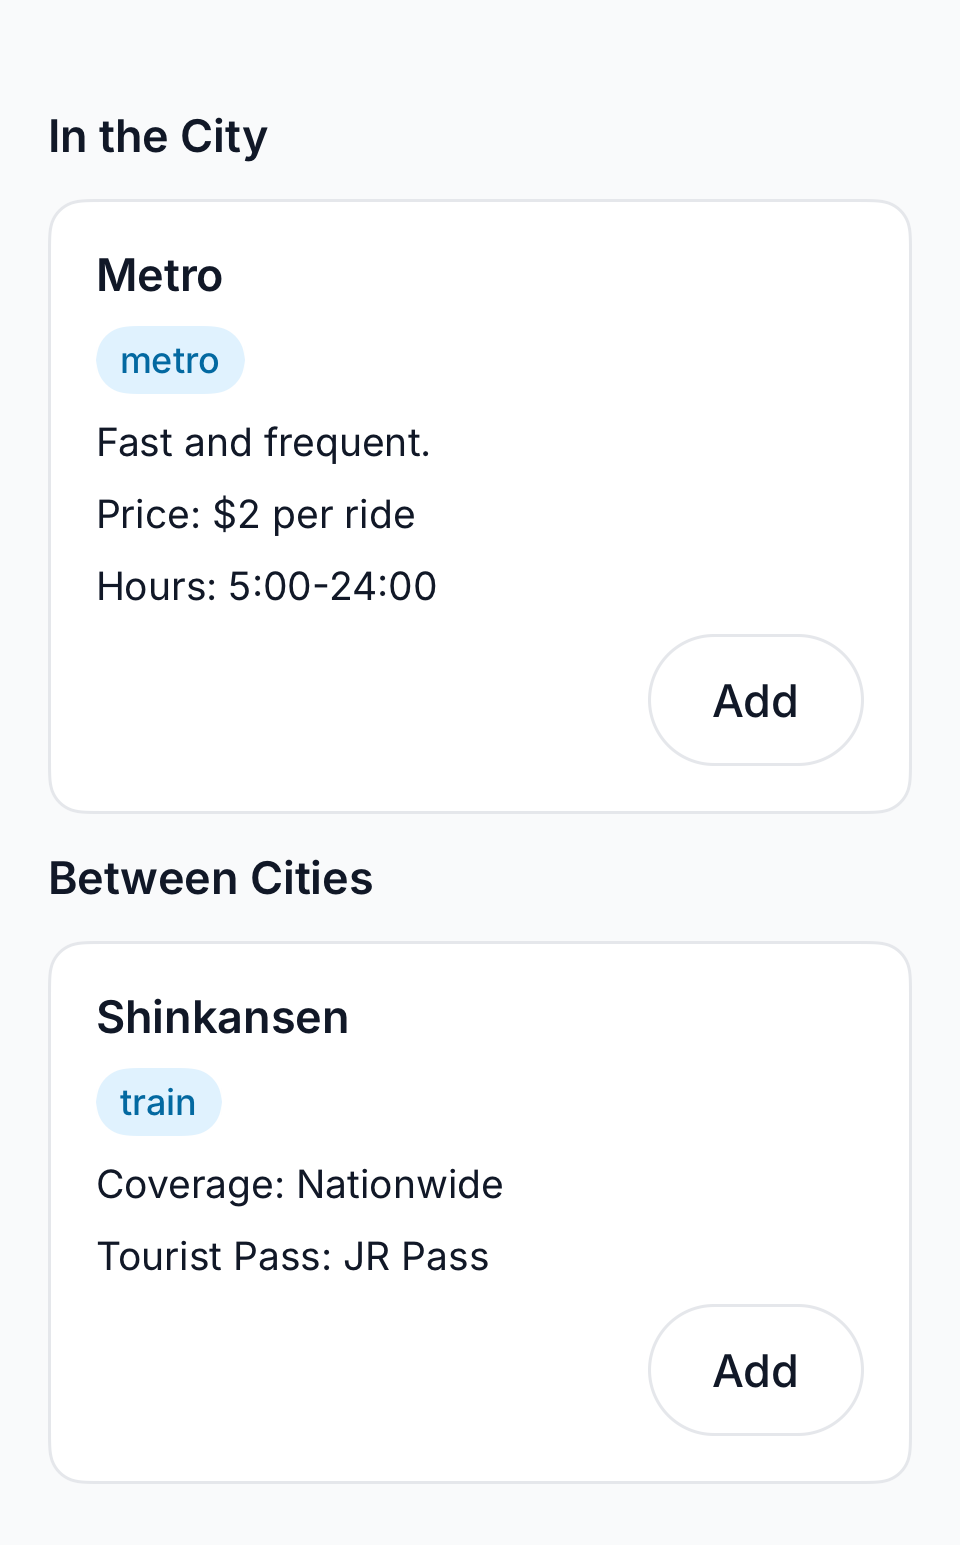 In the City
Metro
metro
Fast and frequent.
Price: $2 per ride
Hours: 5:00-24:00
Add
Between Cities
Shinkansen
train
Coverage: Nationwide
Tourist Pass: JR Pass
Add